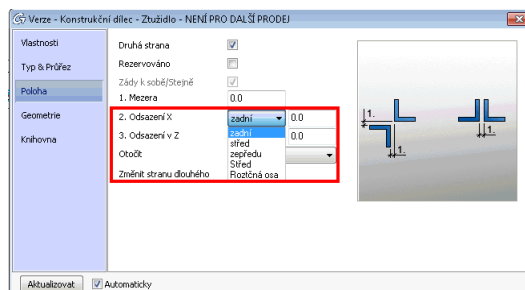 Verze - Konstrukční dílec - Ztužidlo - NENÍ PRO DALŠÍ PRODEJ
Vlastnosti
Typ & Průřez
Poloha
Geometrie
Knihovna
Druhá strana
Rezervováno
Zády k sobě/Stejně
1. Mezera 0.0
2. Odsazení X zadní 0.0
3. Odsazení v Z 0.0
Otočit
Změnit stranu dlouhého
zadní
střed
zepředu
Střed
Roztčná osa
1.
1.
1.
Aktualizovat Automaticky